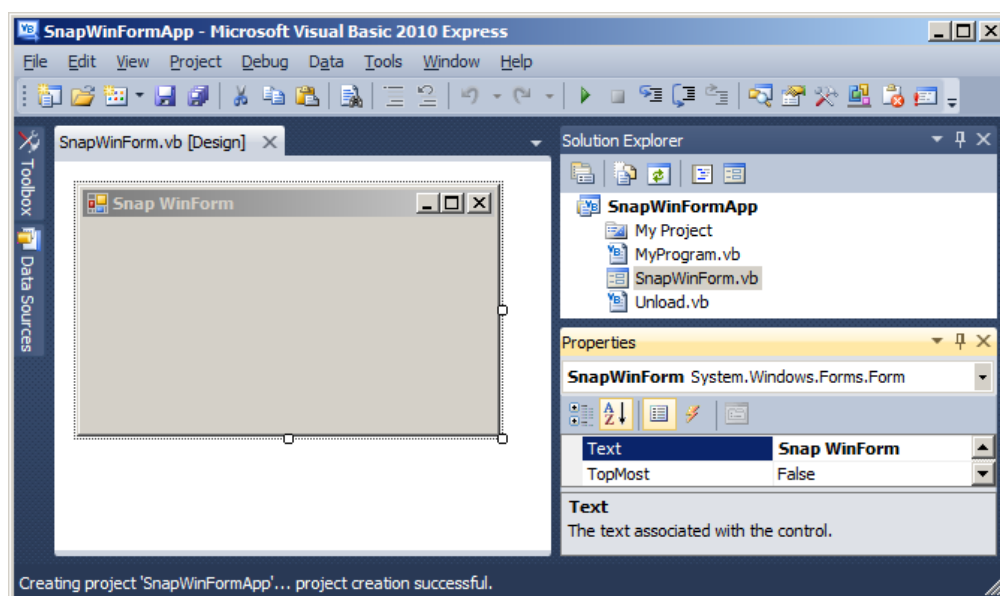 SnapWinFormApp - Microsoft Visual Basic 2010 Express
File Edit View Project Debug Data Tools Window Help
Toolbox
Data Sources
SnapWinForm.vb [Design]
Snap WinForm
Solution Explorer
SnapWinFormApp
My Project
MyProgram.vb
SnapWinForm.vb
Unload.vb
Properties
SnapWinForm System.Windows.Forms.Form
Text Snap WinForm
TopMost False
Text
The text associated with the control.
Creating project 'SnapWinFormApp'... project creation successful.